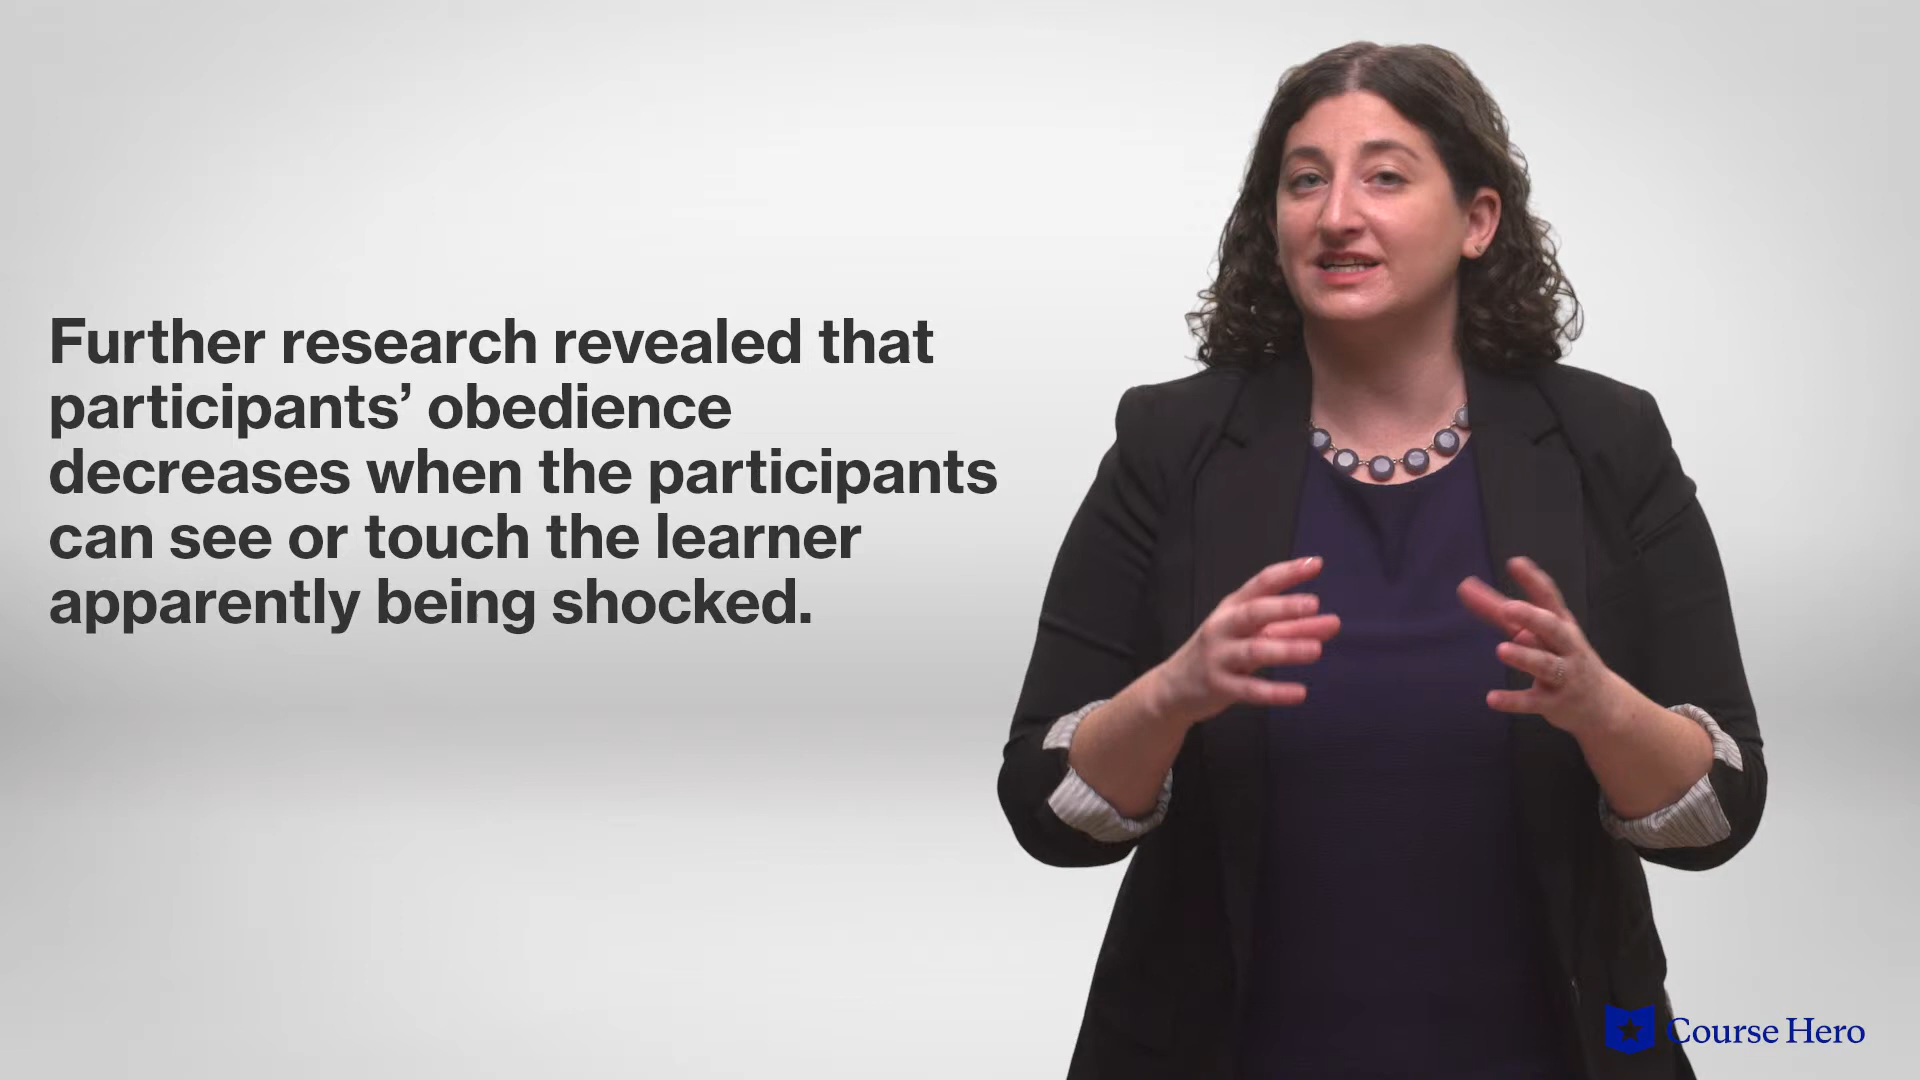 Further research revealed that
participants’ obedience
decreases when the participants
can see or touch the learner
apparently being shocked.
Course Hero